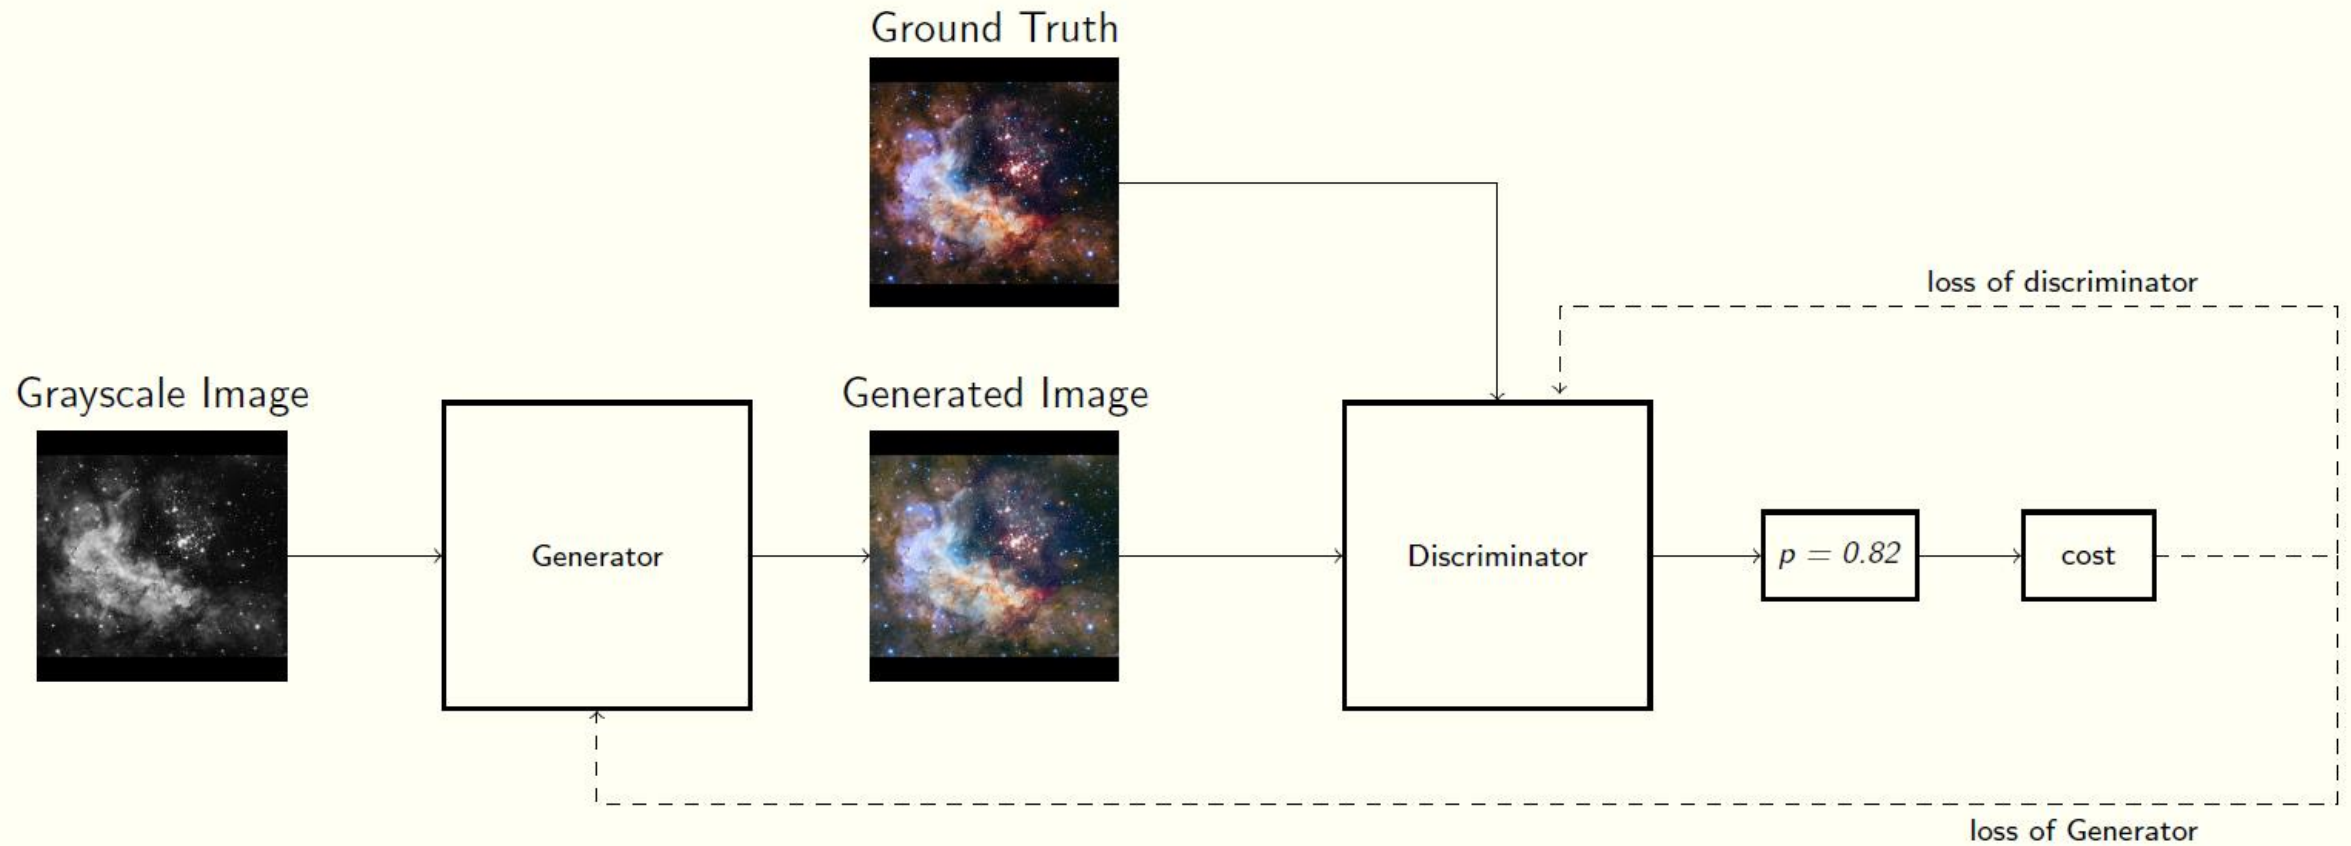 Ground Truth
loss of discriminator
Grayscale Image
Generated Image
Generator
Discriminator
p = 0.82
cost
loss of Generator